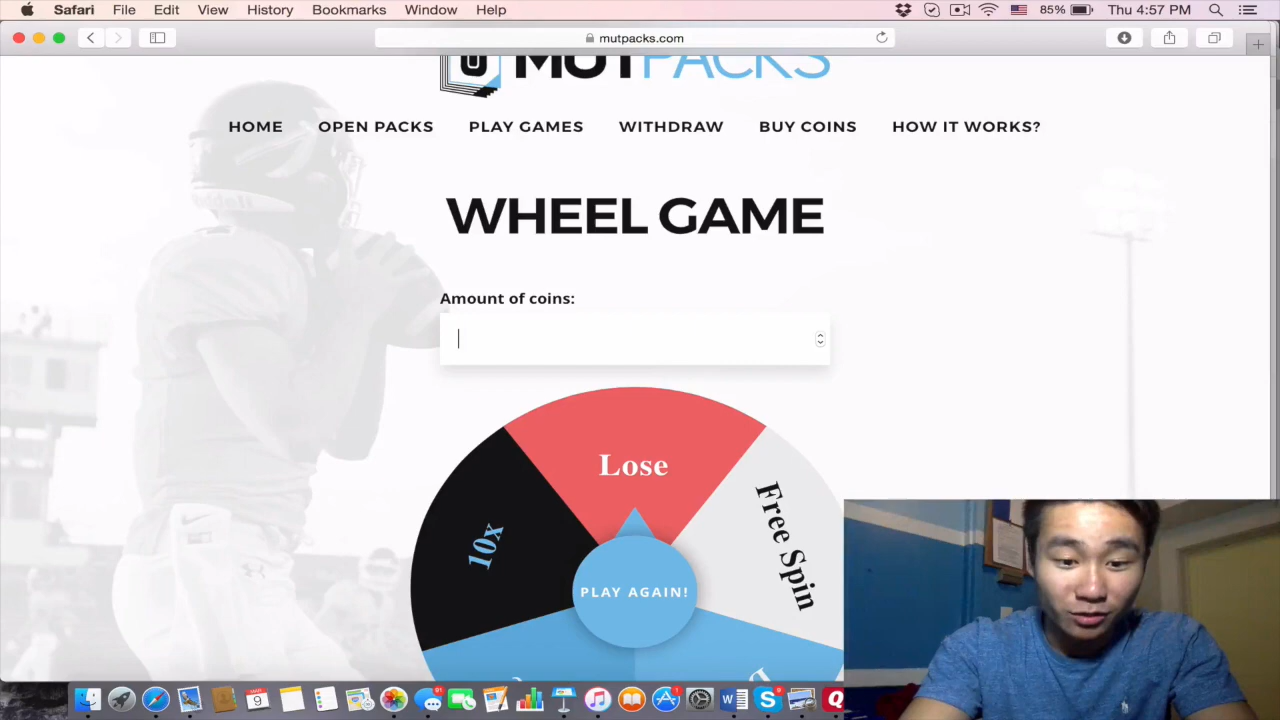 Safari File Edit View History Bookmarks Window Help 85% Thu 4:57 PM
mutpacks.com
MUTPACKS
HOME OPEN PACKS PLAY GAMES WITHDRAW BUY COINS HOW IT WORKS?
WHEEL GAME
Amount of coins:
Lose
10x
Free Spin
PLAY AGAIN!